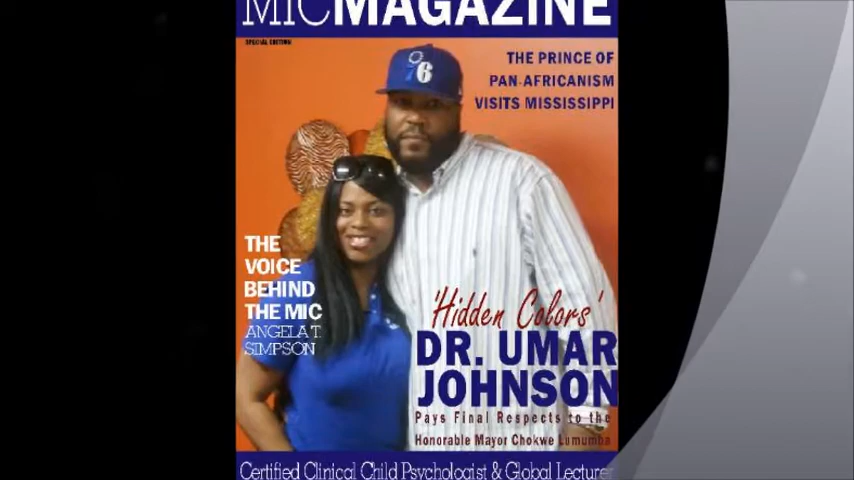 MICMAGAZINE
SPECIAL EDITION
76
THE PRINCE OF
PAN-AFRICANISM
VISITS MISSISSIPPI
THE
VOICE
BEHIND
THE MIC
ANGELA T.
SIMPSON
'Hidden Colors'
DR. UMAR
JOHNSON
Pays Final Respects to the
Honorable Mayor Chokwe Lumumba
Certified Clinical Child Psychologist & Global Lecturer